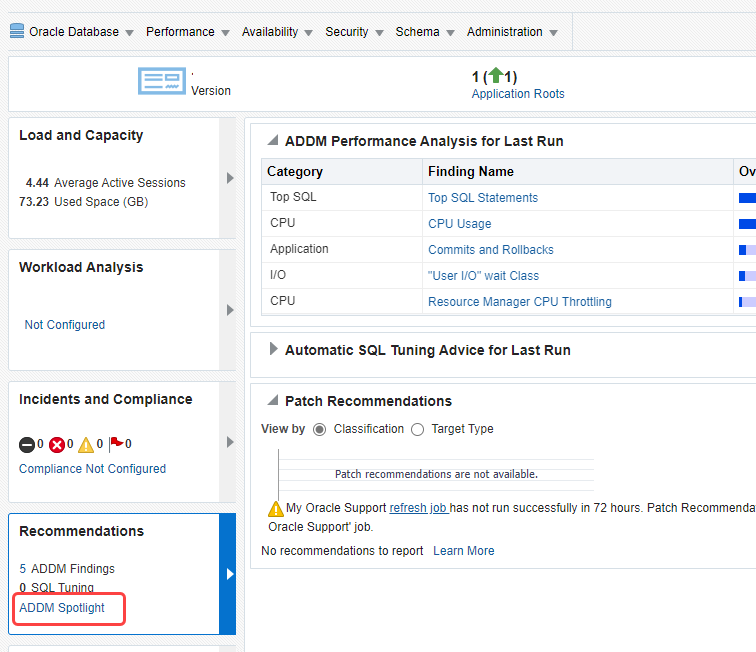 Oracle Database Performance Availability Security Schema Administration
Version
1 (1)
Application Roots
Load and Capacity
4.44 Average Active Sessions
73.23 Used Space (GB)
Workload Analysis
Not Configured
Incidents and Compliance
0 0 0 0
Compliance Not Configured
Recommendations
5 ADDM Findings
0 SQL Tuning
ADDM Spotlight
ADDM Performance Analysis for Last Run
Category Finding Name Ov
Top SQL Top SQL Statements
CPU CPU Usage
Application Commits and Rollbacks
I/O "User I/O" wait Class
CPU Resource Manager CPU Throttling
Automatic SQL Tuning Advice for Last Run
Patch Recommendations
View by Classification Target Type
Patch recommendations are not available.
My Oracle Support refresh job has not run successfully in 72 hours. Patch Recommenda
Oracle Support' job.
No recommendations to report Learn More